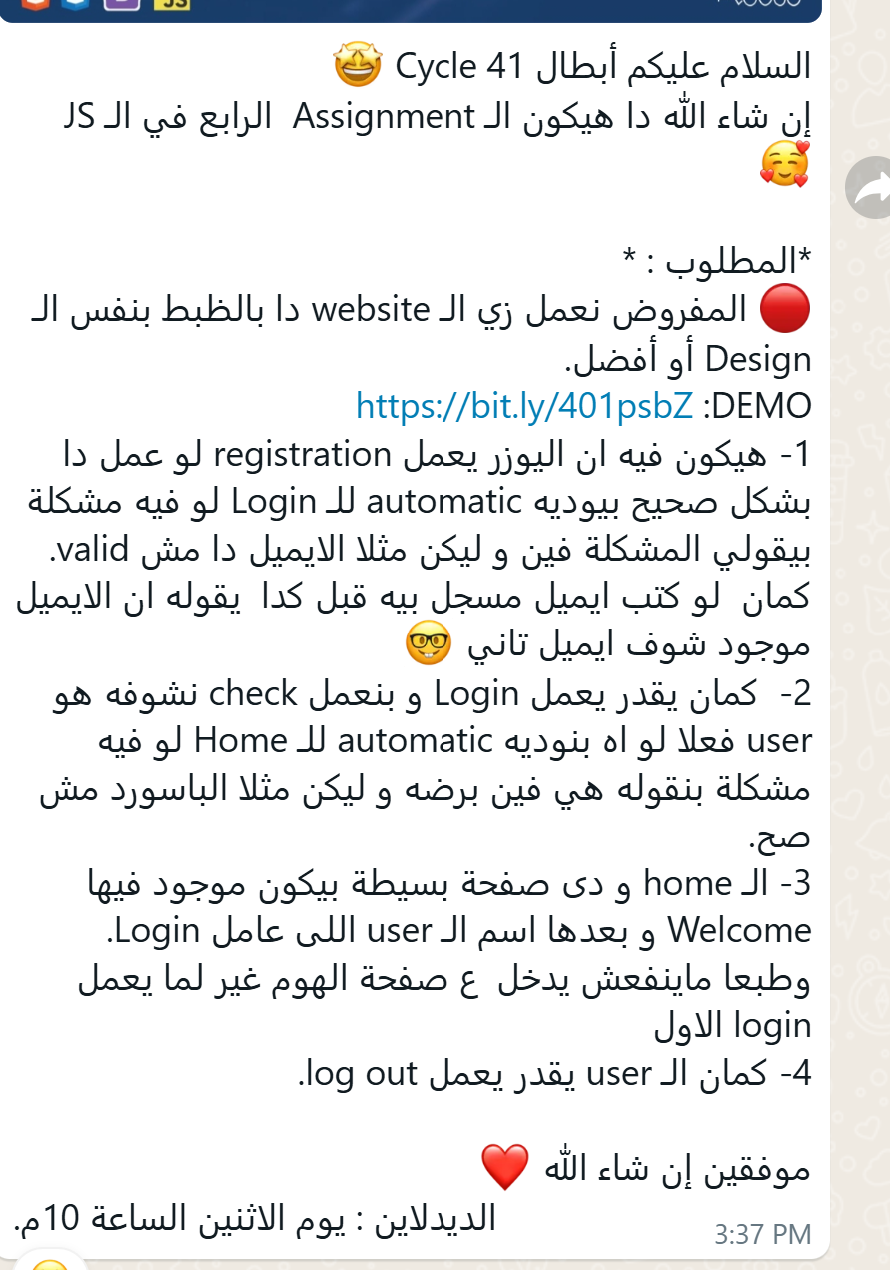 JS
السلام عليكم أبطال Cycle 41 🤩
إن شاء الله دا هيكون الـ Assignment  الرابع في الـ JS
🥰
*المطلوب : *
🔴 المفروض نعمل زي الـ website دا بالظبط بنفس الـ
Design أو أفضل.
DEMO: https://bit.ly/401psbZ
1- هيكون فيه ان اليوزر يعمل registration لو عمل دا
بشكل صحيح بيوديه automatic للـ Login لو فيه مشكلة
بيقولي المشكلة فين و ليكن مثلا الايميل دا مش valid.
كمان  لو كتب ايميل مسجل بيه قبل كدا  يقوله ان الايميل
موجود شوف ايميل تاني 🤓
2-  كمان يقدر يعمل Login و بنعمل check نشوفه هو
user فعلا لو اه بنوديه automatic للـ Home لو فيه
مشكلة بنقوله هي فين برضه و ليكن مثلا الباسورد مش
صح.
3- الـ home و دى صفحة بسيطة بيكون موجود فيها
Welcome و بعدها اسم الـ user اللى عامل Login.
وطبعا ماينفعش يدخل  ع صفحة الهوم غير لما يعمل
login الاول
4- كمان الـ user يقدر يعمل log out.
موفقين إن شاء الله ❤️
الديدلاين : يوم الاثنين الساعة 10م.
3:37 PM